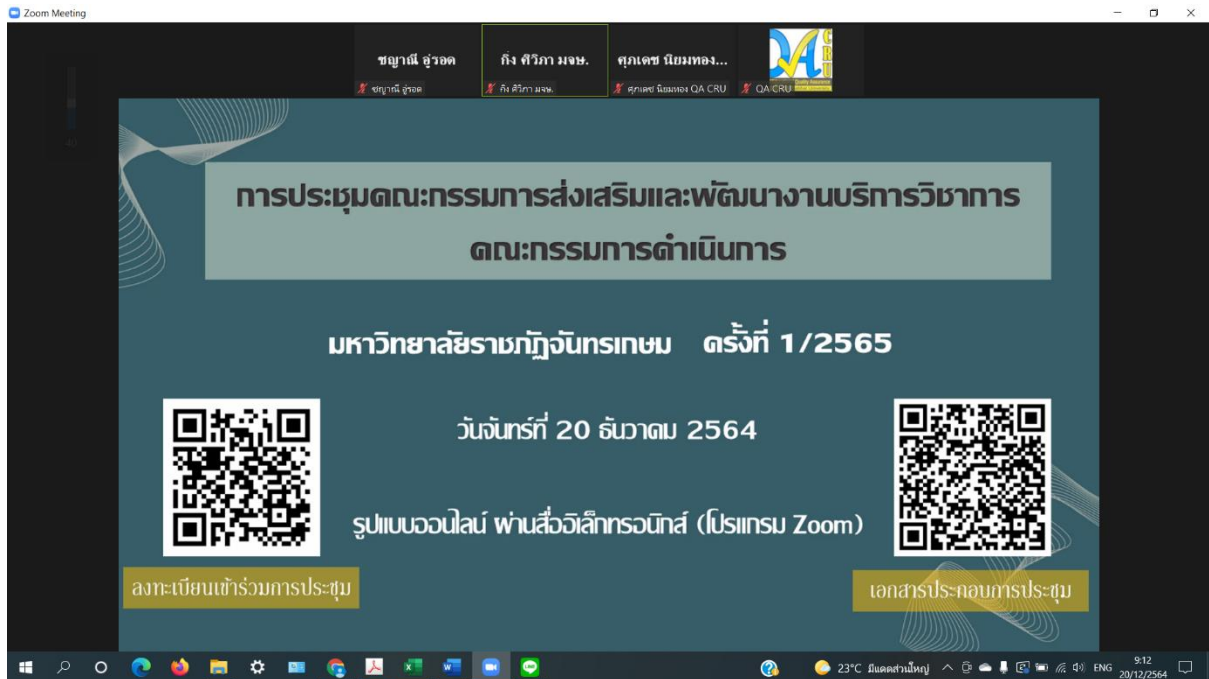 Zoom Meeting
ชญาณี อู่รอด
กิ่ง ศิวิภา มจษ.
ศุภเดช นิยมทอง...
ชญาณี อู่รอด
กิ่ง ศิวิภา มจษ.
ศุภเดช นิยมทอง QA CRU
QA CRU
การประชุมคณะกรรมการส่งเสริมและพัฒนางานบริการวิชาการ
คณะกรรมการดำเนินการ
มหาวิทยาลัยราชภัฏจันทรเกษม ครั้งที่ 1/2565
วันจันทร์ที่ 20 ธันวาคม 2564
รูปแบบออนไลน์ ผ่านสื่ออิเล็กทรอนิกส์ (โปรแกรม Zoom)
ลงทะเบียนเข้าร่วมการประชุม
เอกสารประกอบการประชุม
23°C มีแดดส่วนใหญ่
ENG
9:12
20/12/2564